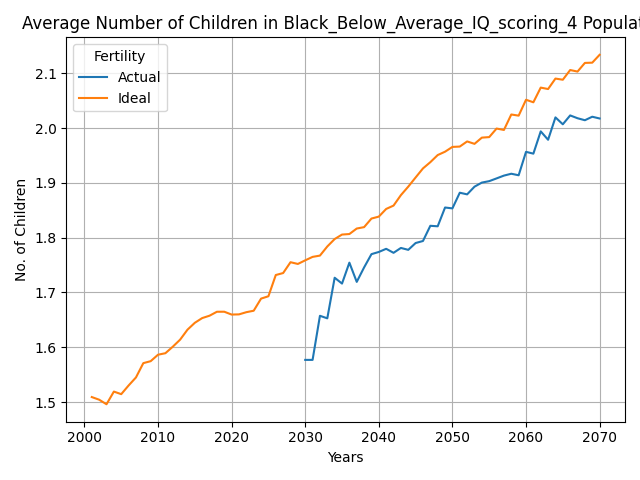 Average Number of Children in Black_Below_Average_IQ_scoring_4 Populat
Fertility
Actual
Ideal
2.1
2.0
1.9
1.8
1.7
1.6
1.5
No. of Children
2000 2010 2020 2030 2040 2050 2060 2070
Years